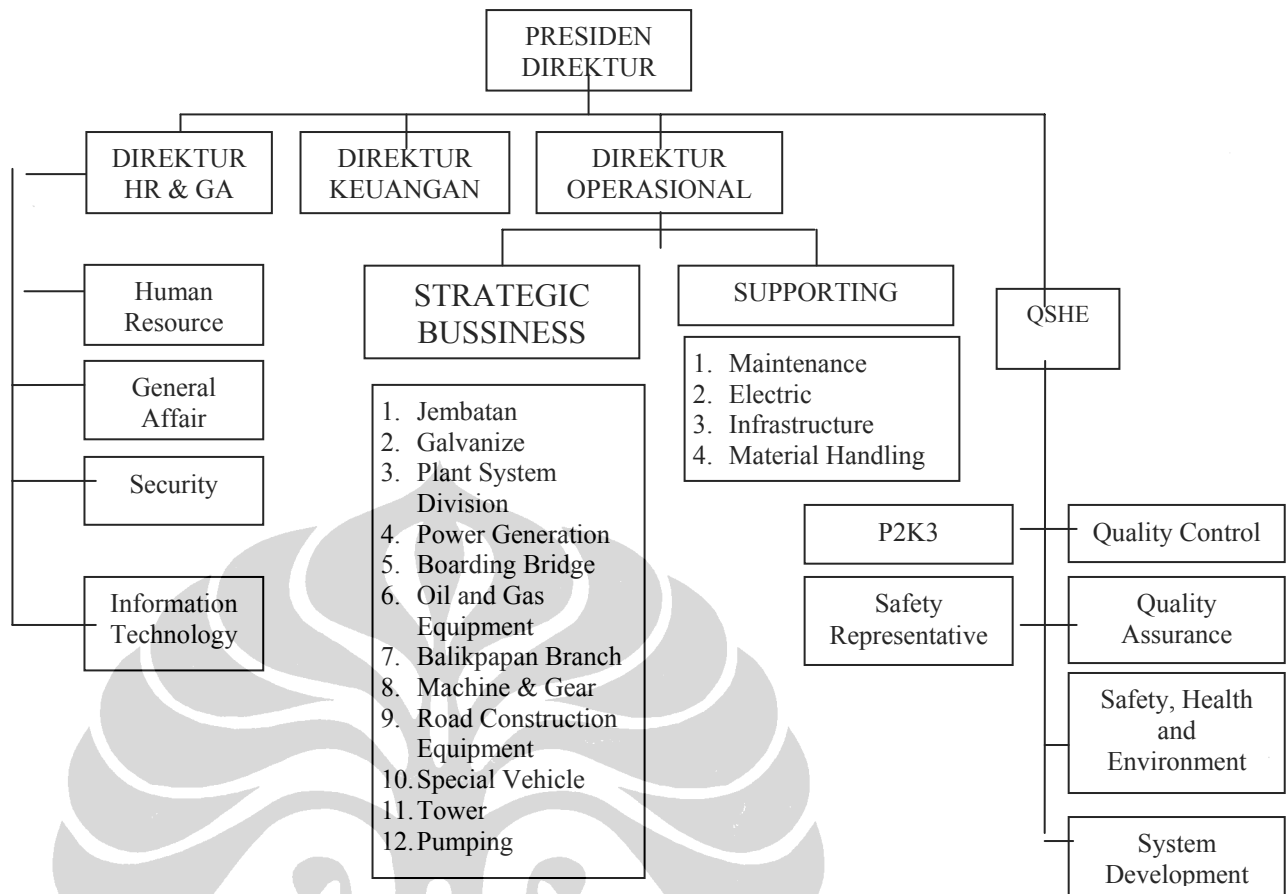 PRESIDEN
DIREKTUR
DIREKTUR
HR & GA
DIREKTUR
KEUANGAN
DIREKTUR
OPERASIONAL
Human
Resource
General
Affair
Security
Information
Technology
STRATEGIC
BUSSINESS
1. Jembatan
2. Galvanize
3. Plant System
Division
4. Power Generation
5. Boarding Bridge
6. Oil and Gas
Equipment
7. Balikpapan Branch
8. Machine & Gear
9. Road Construction
Equipment
10. Special Vehicle
11. Tower
12. Pumping
SUPPORTING
1. Maintenance
2. Electric
3. Infrastructure
4. Material Handling
QSHE
P2K3
Safety
Representative
Quality Control
Quality
Assurance
Safety, Health
and
Environment
System
Development